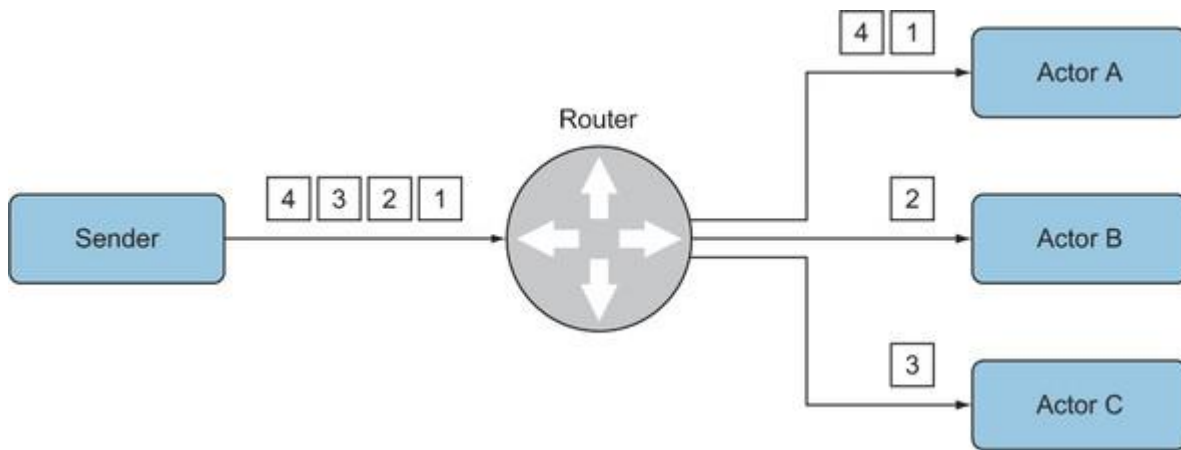 4 1
Actor A
Router
4 3 2 1
2
Sender
Actor B
3
Actor C